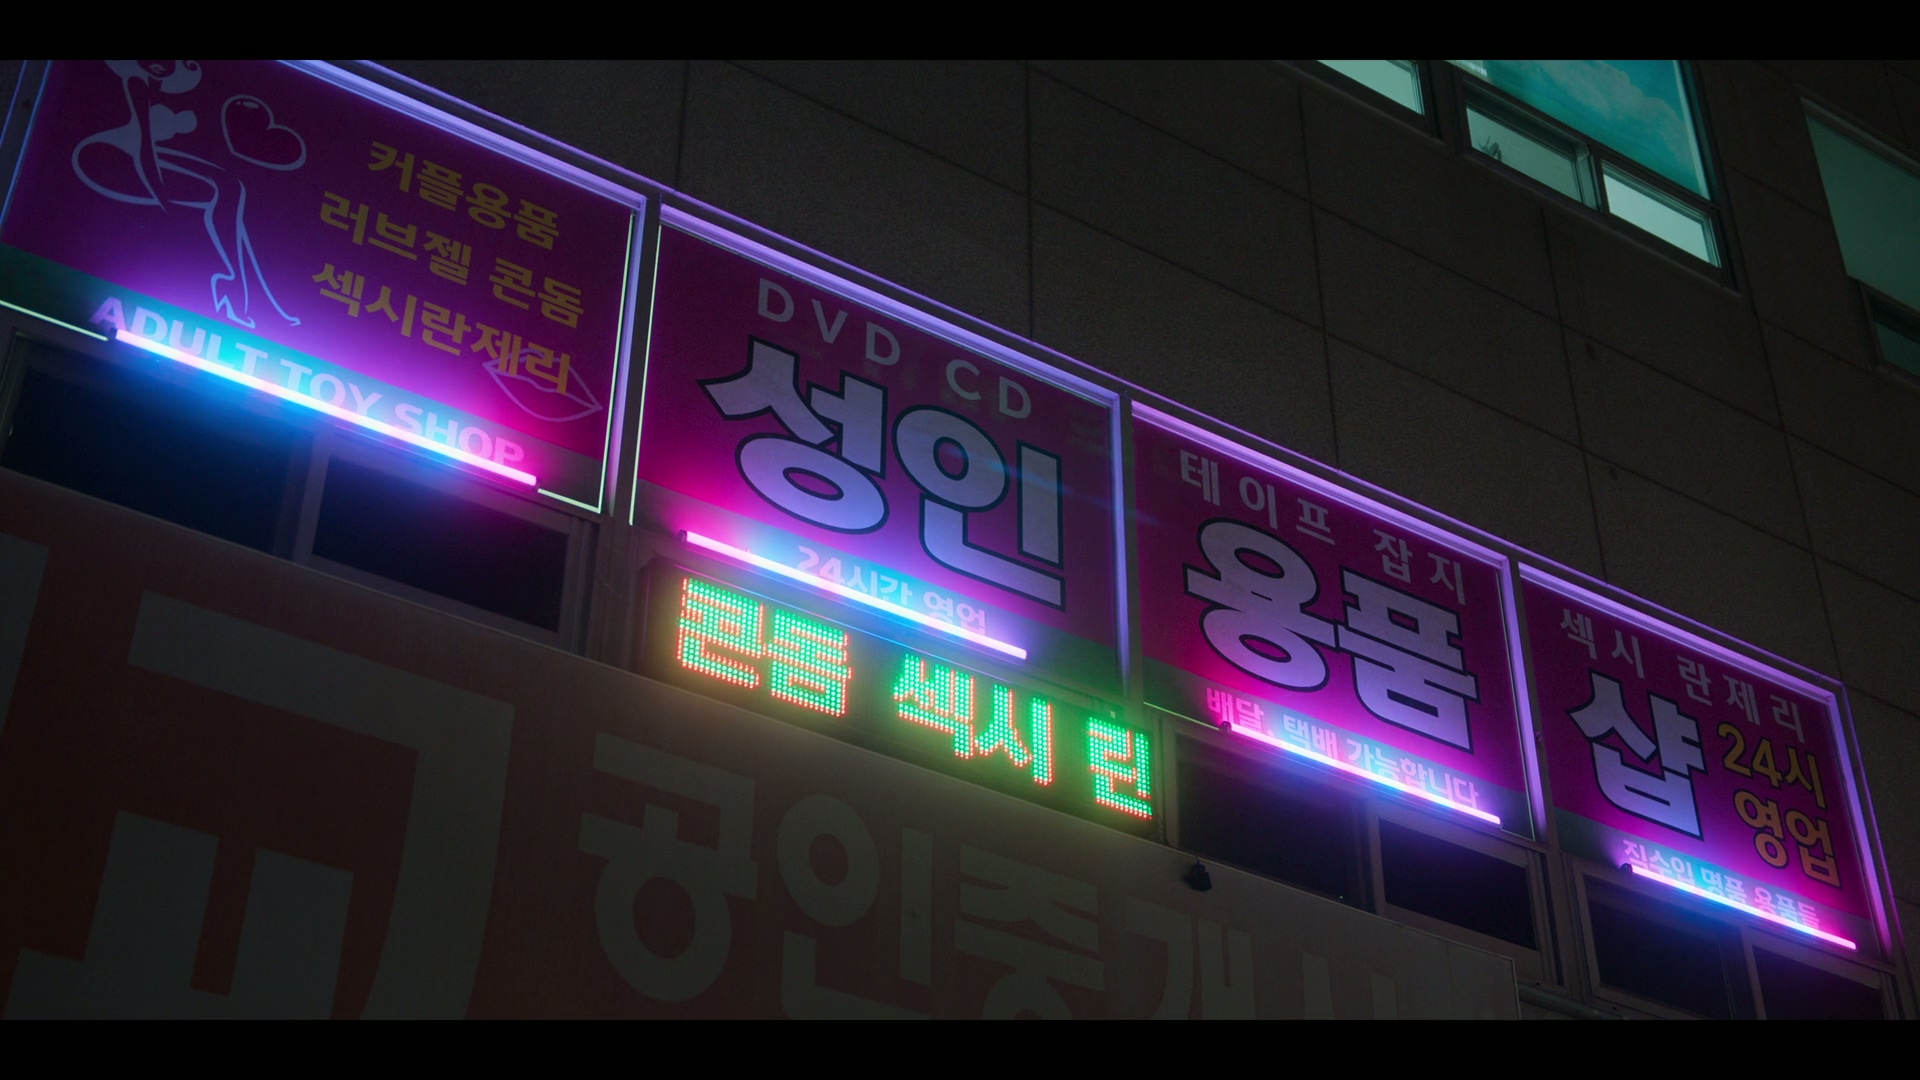 커플용품
러브젤 콘돔
섹시란제리
ADULT TOY SHOP
DVD CD
성인
24시간 영업
테이프 잡지
용품
배달, 택배 가능합니다
섹시 란제리
샵
24시
영업
직수입 명품 용품들
콘돔 섹시 린
공인중개사